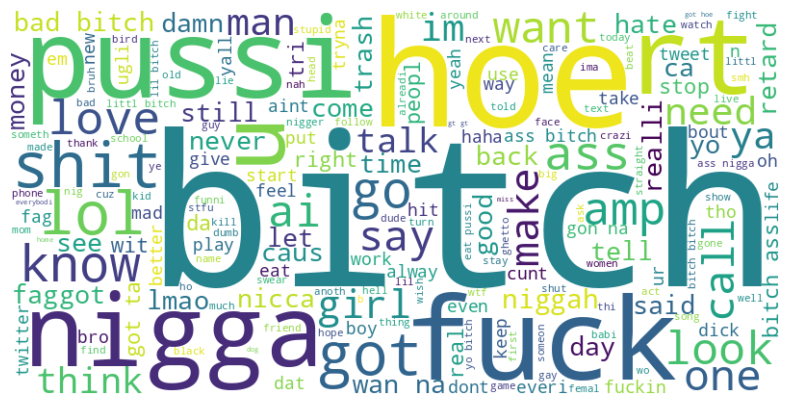 bad bitch
damn
man
im
want
hate
white
around
watch
got hoe
fight
pussi
hoe
rt
em
ugli
bird
new
bruh
yall
lil bitch
tryna
tri
nah
stupid
head
old
lie
trash
yeah
peopl
alreadi
tweet
n
next
mean
care
ima
today
beat
littl
smh
ca
stop
retard
money
bad
littl bitch
love
still
aint
come
use
way
told
text
live
need
take
someth
school
made
thank
guy
nigger
follow
put
u
never
right
talk
time
haha
ass bitch
back
face
crazi
gt gt
realli
bout
yo
ya
oh
ass nigga
shit
gon
ye
give
start
feel
ass
big
straight
phone
everybodi
nig
cuz
kid
funni
stfu
mad
da
ai
go
say
hit
dude
turn
good
eat pussi
miss
make
amp
ask
show
gone
lol
fag
mom
home
see
wit
better
play
kill
dumb
name
let
caus
work
alway
stay
ghetto
gon na
tho
tell
call
bitch ass
life
bitch
know
lmao
ho
much
swear
eat
nicca
girl
anoth
b
hell
wish
wtf
cunt
women
ur
bitch bitch
act
well
faggot
got ta
twitter
bro
find
friend
black
dog
lil
boy
thing
hope
even
real
yo bitch
keep
shut
first
niggah
thi
someon
babi
said
day
dick
song
look
nigga
got
fuck
think
dat
wan na
dont
game
everi
gay
femal
fuckin
wo
one